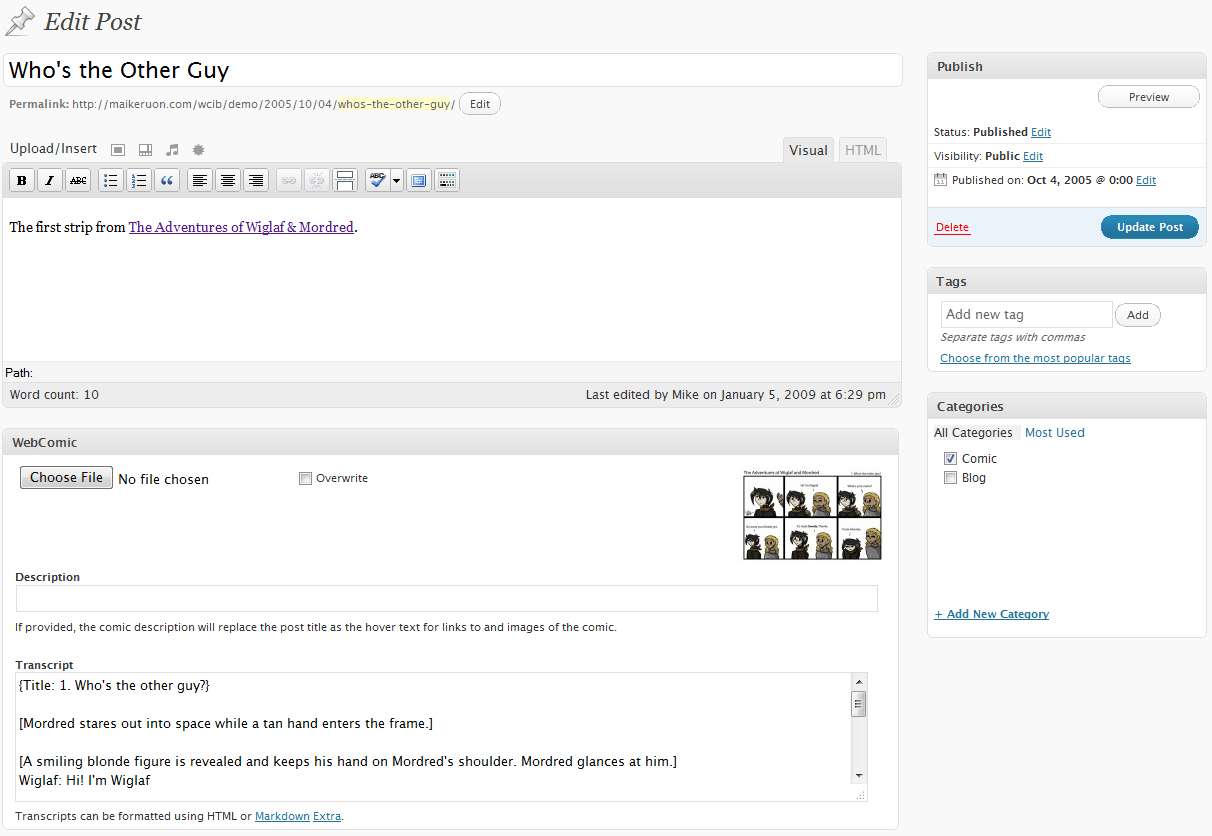 Edit Post
Who's the Other Guy
Permalink: http://maikeruon.com/wcib/demo/2005/10/04/whos-the-other-guy/ Edit
Upload/Insert
Visual HTML
B I ABC ABC
The first strip from The Adventures of Wiglaf & Mordred.
Path:
Word count: 10 Last edited by Mike on January 5, 2009 at 6:29 pm
WebComic
Choose File No file chosen Overwrite
The Adventures of Wiglaf and Mordred 1. Who's the other guy?
Hi! I'm Wiglaf
What's your name?
Description
If provided, the comic description will replace the post title as the hover text for links to and images of the comic.
Transcript
{Title: 1. Who's the other guy?}
[Mordred stares out into space while a tan hand enters the frame.]
[A smiling blonde figure is revealed and keeps his hand on Mordred's shoulder. Mordred glances at him.]
Wiglaf: Hi! I'm Wiglaf
Transcripts can be formatted using HTML or Markdown Extra.
Publish
Preview
Status: Published Edit
Visibility: Public Edit
Published on: Oct 4, 2005 @ 0:00 Edit
Delete Update Post
Tags
Add new tag Add
Separate tags with commas
Choose from the most popular tags
Categories
All Categories Most Used
Comic
Blog
+ Add New Category